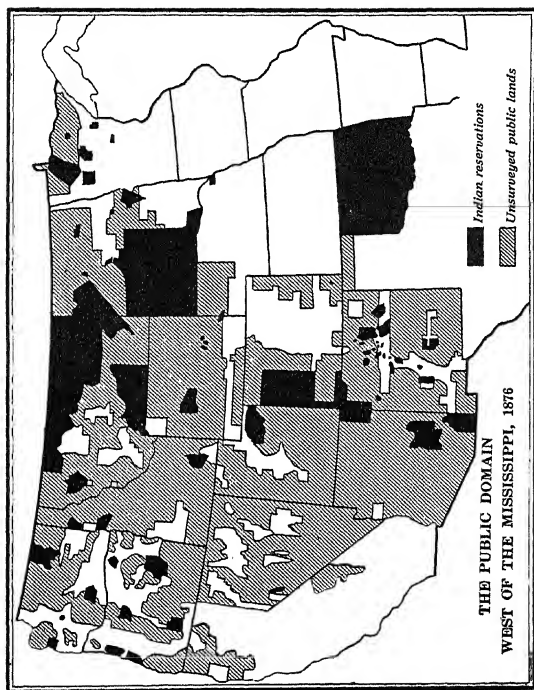 THE PUBLIC DOMAIN
WEST OF THE MISSISSIPPI, 1876
Indian reservations
Unsurveyed public lands